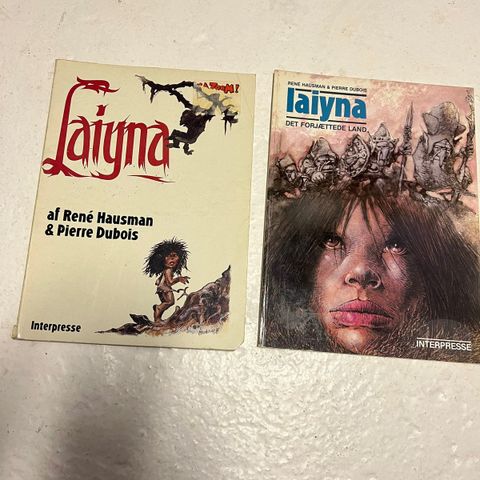 Laiyna
af René Hausman
& Pierre Dubois
Interpresse
RENÉ HAUSMAN & PIERRE DUBOIS
laiyna
DET FORJÆTTEDE LAND
INTERPRESSE